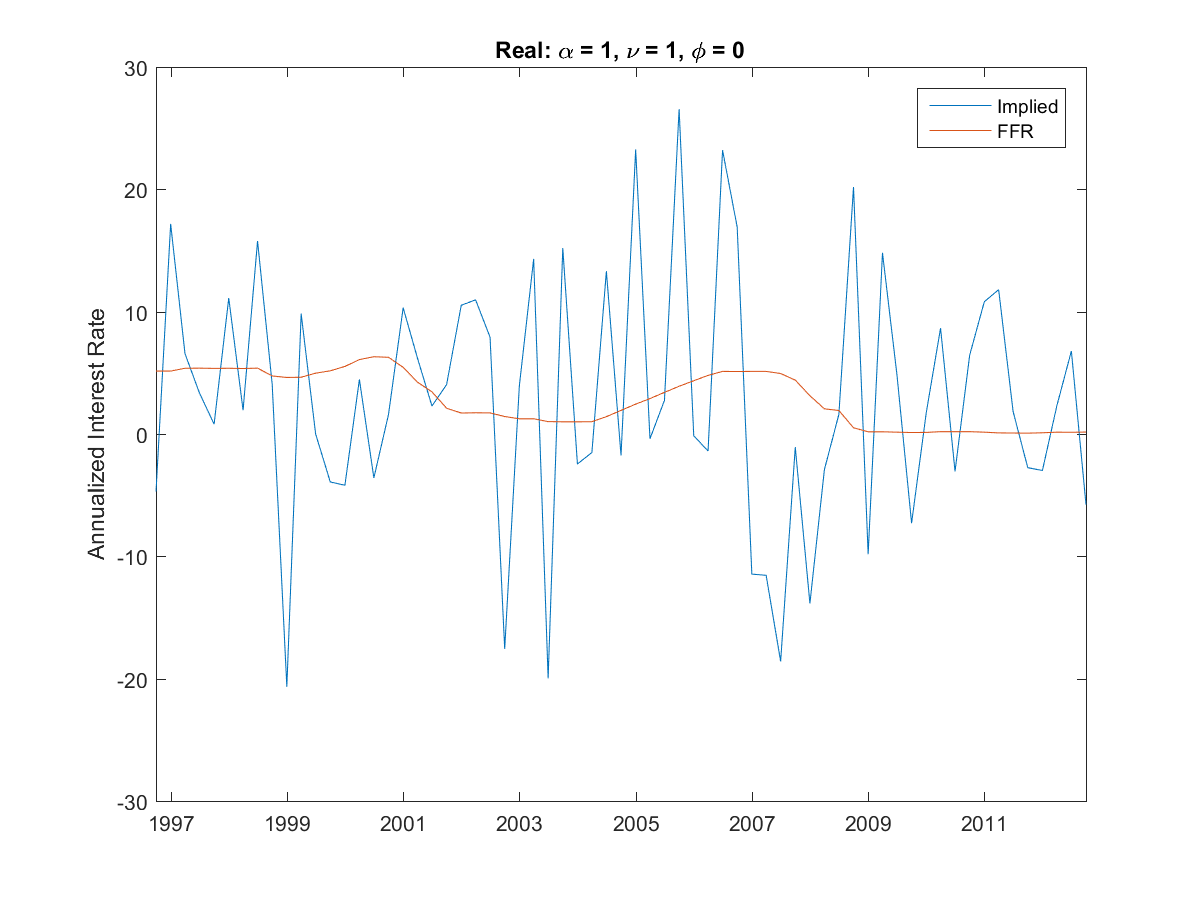 Real: α = 1, ν = 1, ϕ = 0
Implied
FFR
Annualized Interest Rate
30
20
10
0
-10
-20
-30
1997 1999 2001 2003 2005 2007 2009 2011